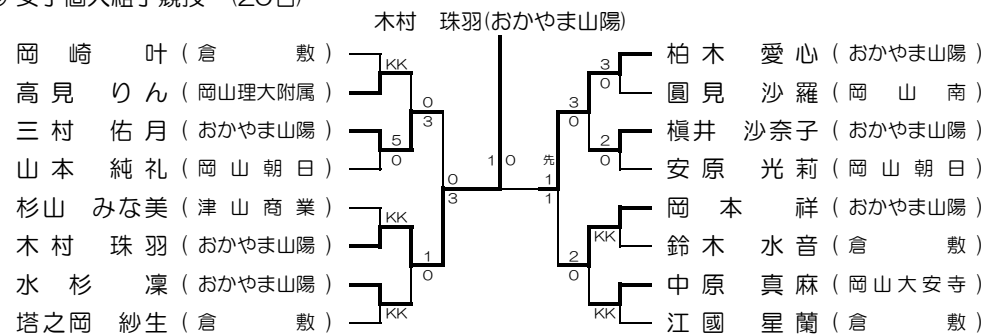 女子個人組手競技 (20名)
木村 珠羽(おかやま山陽)
岡崎 叶 (倉敷)
KK
高見 りん (岡山理大附属)
0
3
三村 佑月 (おかやま山陽)
5
0
山本 純礼 (岡山朝日)
0
3
杉山 みな美 (津山商業)
KK
木村 珠羽 (おかやま山陽)
1
0
水杉 凜 (おかやま山陽)
KK
塔之岡 紗生 (倉敷)
1 0
柏木 愛心 (おかやま山陽)
3
0
圓見 沙羅 (岡山南)
3
0
槇井 沙奈子 (おかやま山陽)
2
0
安原 光莉 (岡山朝日)
先
1
1
岡本 祥 (おかやま山陽)
KK
鈴木 水音 (倉敷)
2
0
中原 真麻 (岡山大安寺)
KK
江國 星蘭 (倉敷)